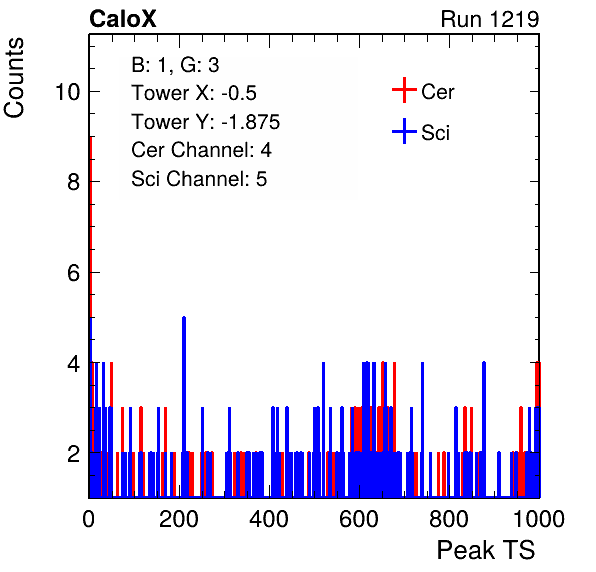 CaloX Run 1219
Counts
B: 1, G: 3
Tower X: -0.5
Tower Y: -1.875
Cer Channel: 4
Sci Channel: 5
Cer
Sci
10
8
6
4
2
0 200 400 600 800 1000
Peak TS